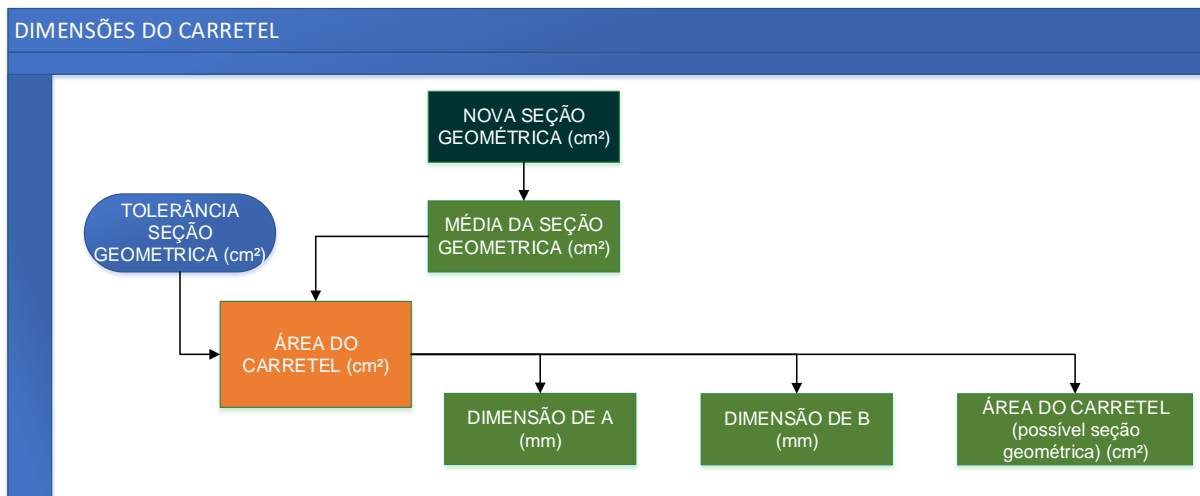 DIMENSÕES DO CARRETEL
NOVA SEÇÃO
GEOMÉTRICA (cm²)
TOLERÂNCIA
SEÇÃO
GEOMETRICA (cm²)
MÉDIA DA SEÇÃO
GEOMETRICA (cm²)
ÁREA DO
CARRETEL (cm²)
DIMENSÃO DE A
(mm)
DIMENSÃO DE B
(mm)
ÁREA DO CARRETEL
(possível seção
geométrica) (cm²)